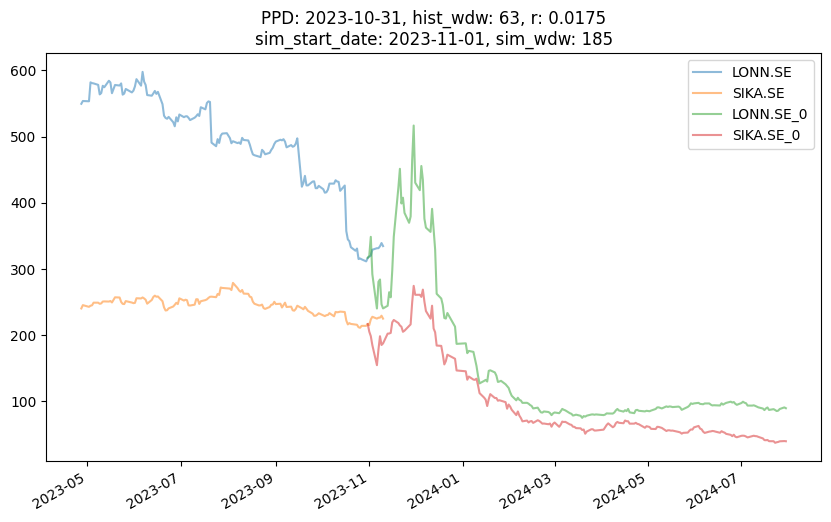 PPD: 2023-10-31, hist_wdw: 63, r: 0.0175
sim_start_date: 2023-11-01, sim_wdw: 185
LONN.SE
SIKA.SE
LONN.SE_0
SIKA.SE_0
600
500
400
300
200
100
2023-05
2023-07
2023-09
2023-11
2024-01
2024-03
2024-05
2024-07